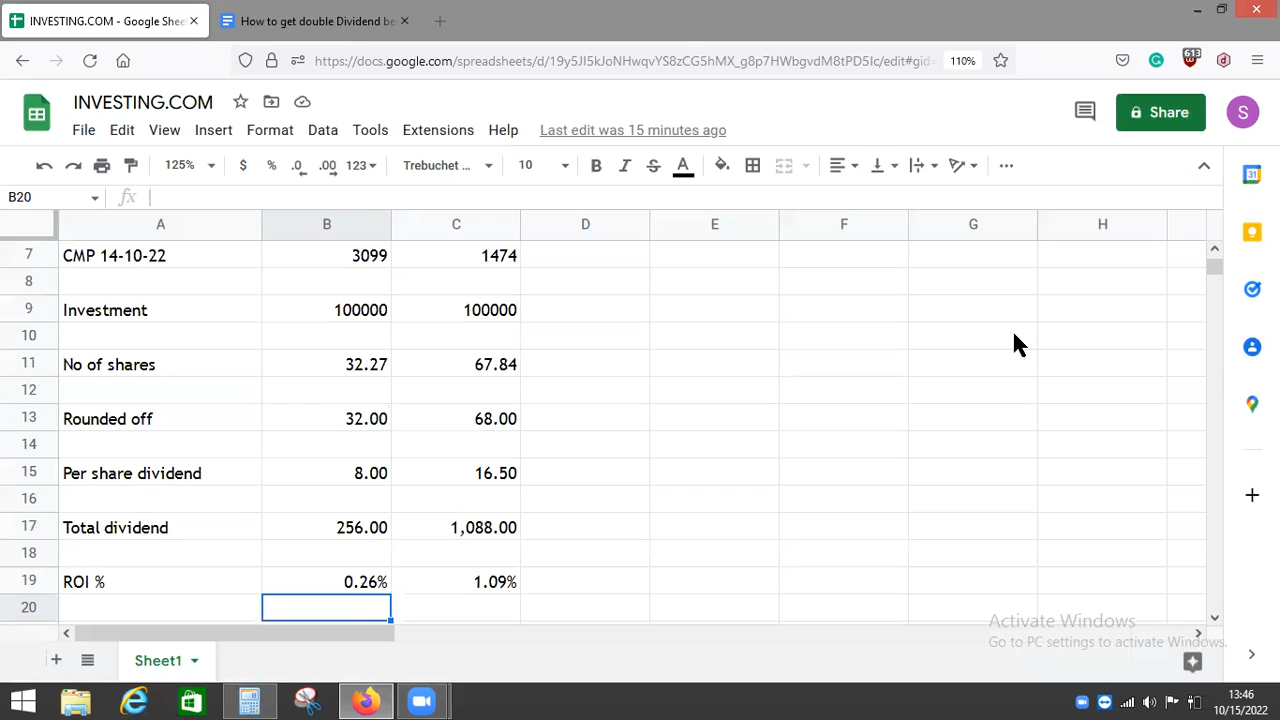 INVESTING.COM - Google Shee
How to get double Dividend be
https://docs.google.com/spreadsheets/d/19y5JI5kJoNHwqvYS8zCG5hMX_g8p7HWbgvdM8tPD5Ic/edit#gid=
110%
613
INVESTING.COM
File Edit View Insert Format Data Tools Extensions Help Last edit was 15 minutes ago
Share
S
125% $ % .0 .00 123 Trebuchet ... 10 B I S A
B20 fx
A B C D E F G H
7 CMP 14-10-22 3099 1474
8
9 Investment 100000 100000
10
11 No of shares 32.27 67.84
12
13 Rounded off 32.00 68.00
14
15 Per share dividend 8.00 16.50
16
17 Total dividend 256.00 1,088.00
18
19 ROI % 0.26% 1.09%
20
31
Activate Windows
Go to PC settings to activate Windows.
Sheet1
13:46
10/15/2022